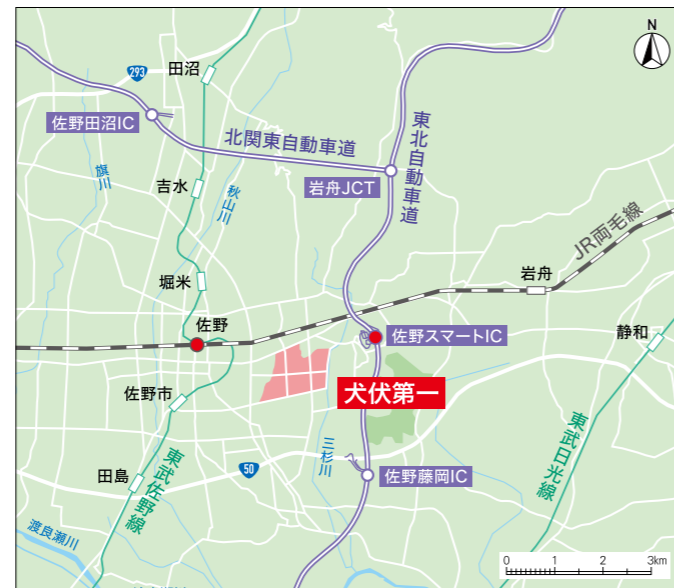 N
293
田沼
佐野田沼IC
北関東自動車道
東北自動車道
旗川
吉水
秋山川
岩舟JCT
JR両毛線
堀米
岩舟
佐野
佐野スマートIC
静和
佐野市
犬伏第一
三杉川
東武日光線
田島
東武佐野線
50
佐野藤岡IC
渡良瀬川
0 1 2 3km